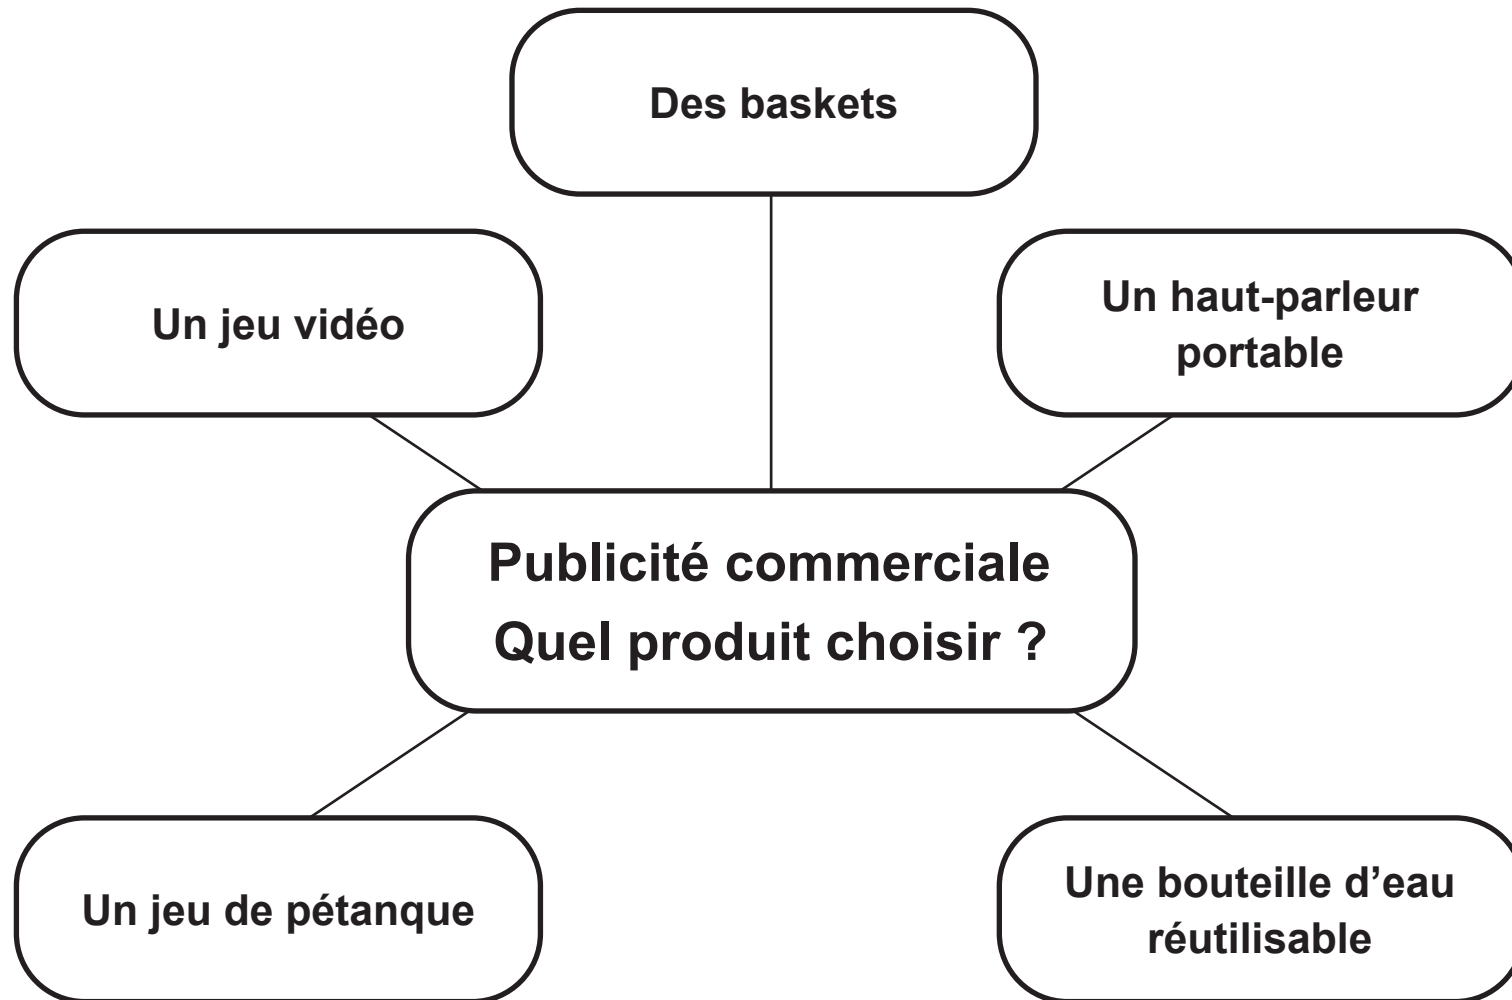 Des baskets
Un jeu vidéo
Un haut-parleur
portable
Publicité commerciale
Quel produit choisir ?
Un jeu de pétanque
Une bouteille d’eau
réutilisable